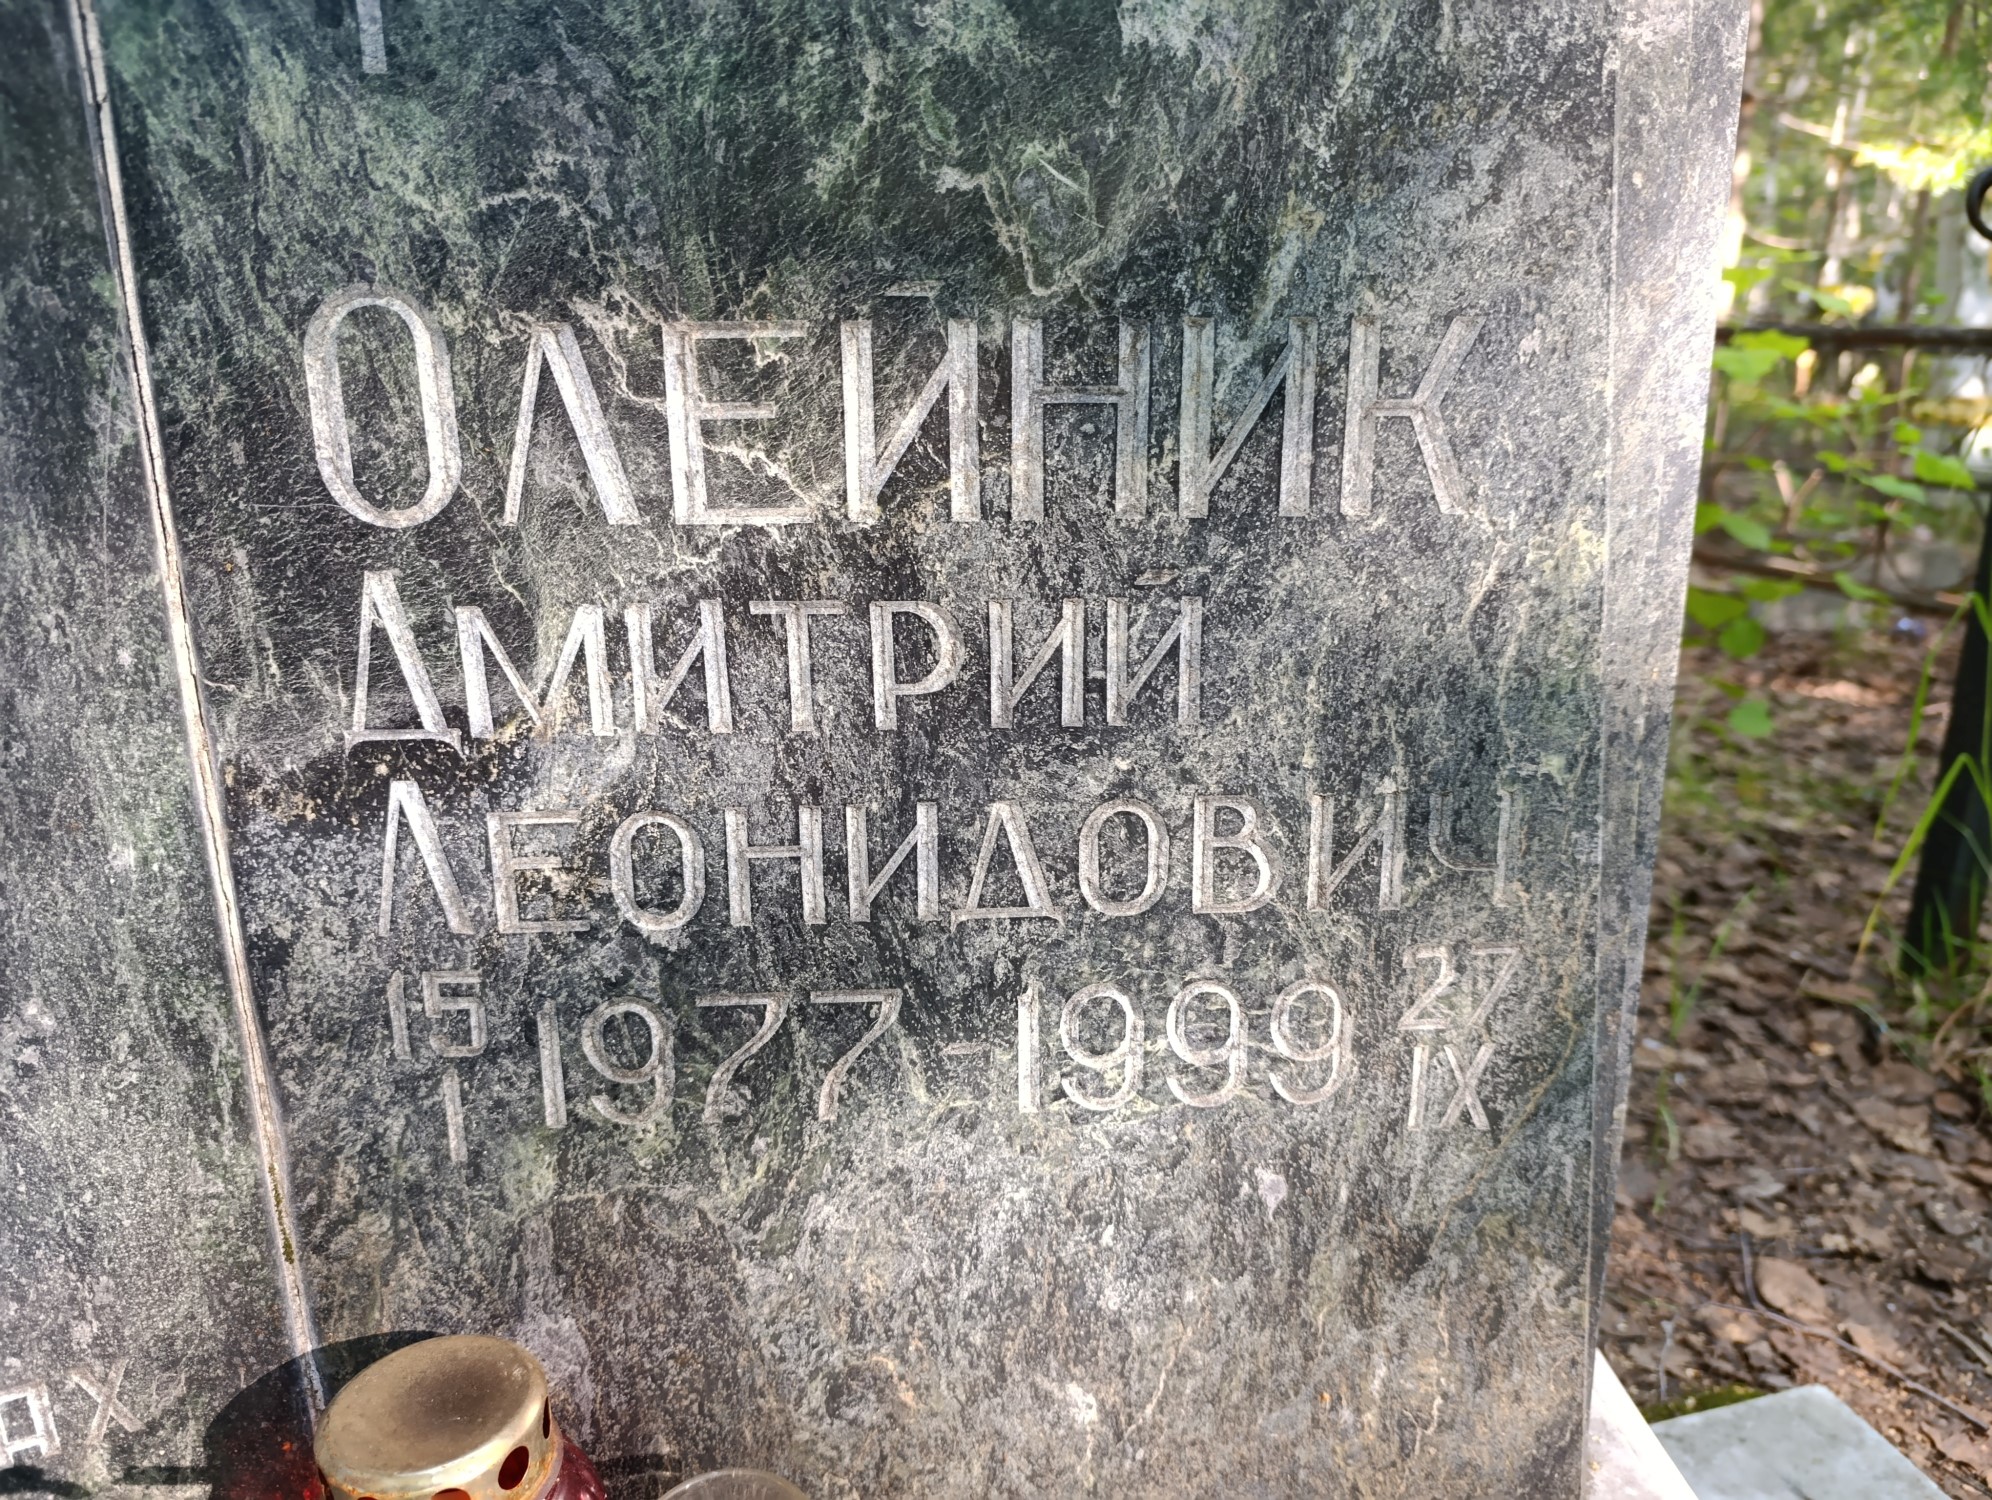 ОЛЕЙНИК
ДМИТРИЙ
ЛЕОНИДОВИЧ
15/I 1977 - 1999 27/IX